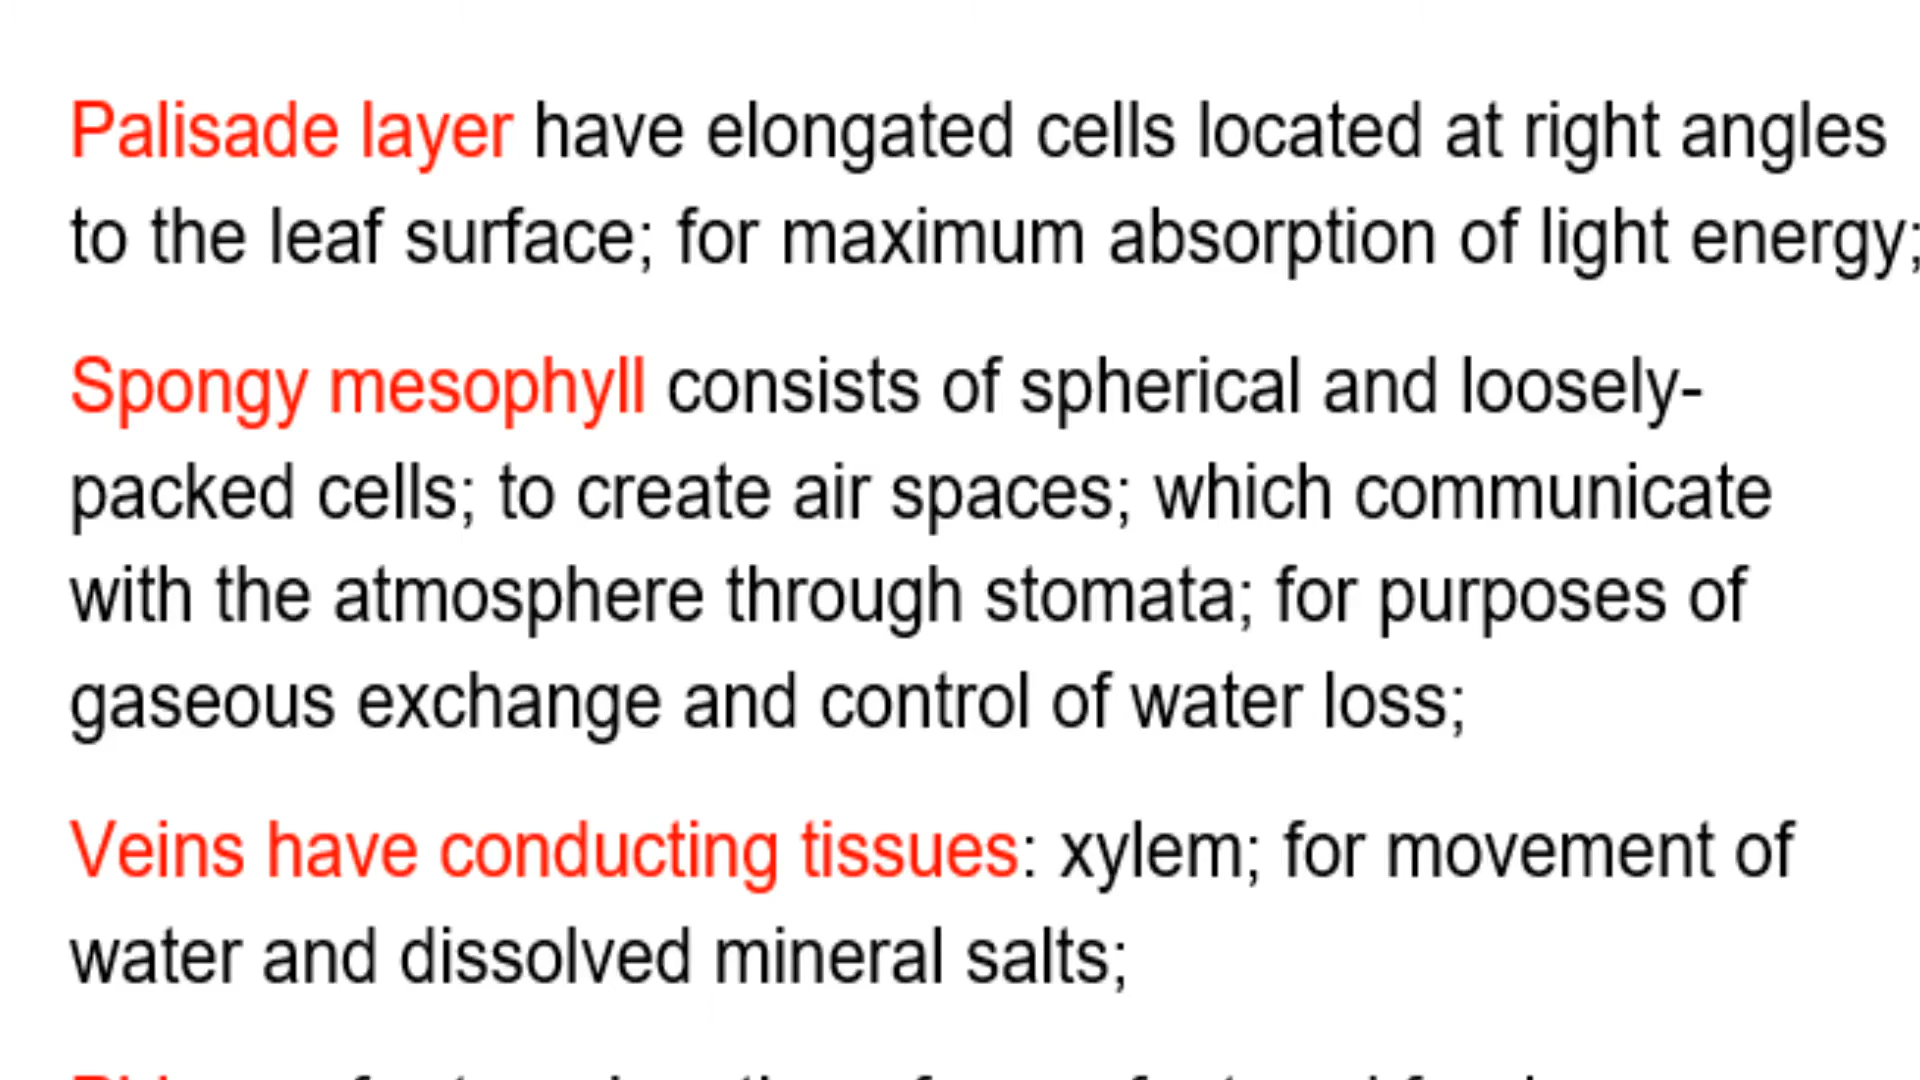 Palisade layer have elongated cells located at right angles
to the leaf surface; for maximum absorption of light energy;
Spongy mesophyll consists of spherical and loosely-
packed cells; to create air spaces; which communicate
with the atmosphere through stomata; for purposes of
gaseous exchange and control of water loss;
Veins have conducting tissues: xylem; for movement of
water and dissolved mineral salts;